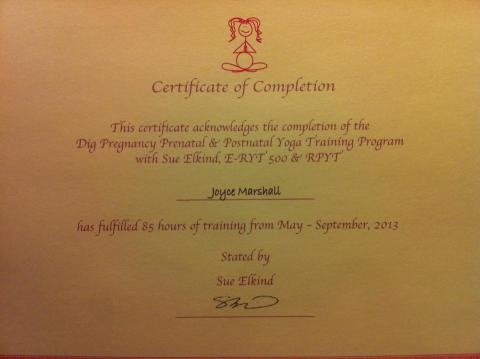 Certificate of Completion
This certificate acknowledges the completion of the
Dig Pregnancy Prenatal & Postnatal Yoga Training Program
with Sue Elkind, E-RYT 500 & RPYT
Joyce Marshall
has fulfilled 85 hours of training from May – September, 2013
Stated by
Sue Elkind